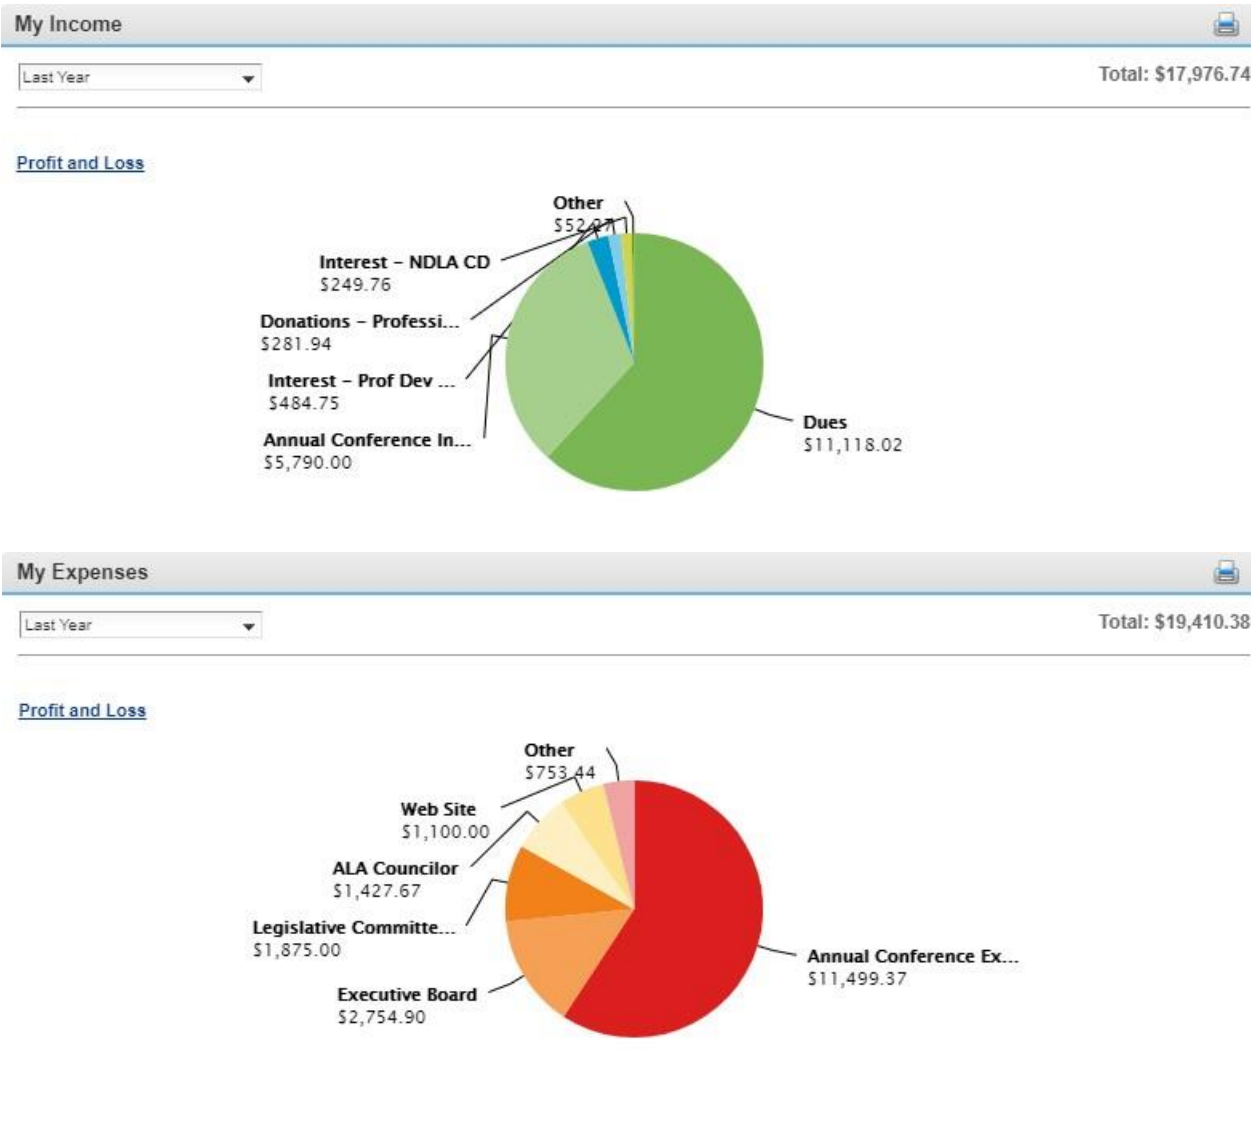 My Income
Last Year
Total: $17,976.74
Profit and Loss
Other
$52.27
Interest – NDLA CD
$249.76
Donations – Professi...
$281.94
Interest – Prof Dev ...
$484.75
Annual Conference In...
$5,790.00
Dues
$11,118.02
My Expenses
Last Year
Total: $19,410.38
Profit and Loss
Other
$753.44
Web Site
$1,100.00
ALA Councilor
$1,427.67
Legislative Committe...
$1,875.00
Executive Board
$2,754.90
Annual Conference Ex...
$11,499.37